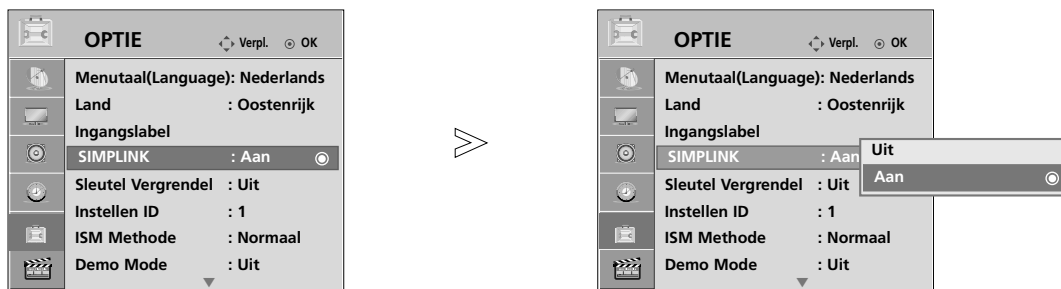 OPTIE Verpl. OK
Menutaal(Language): Nederlands
Land : Oostenrijk
Ingangslabel
SIMPLINK : Aan
Sleutel Vergrendel : Uit
Instellen ID : 1
ISM Methode : Normaal
Demo Mode : Uit
OPTIE Verpl. OK
Menutaal(Language): Nederlands
Land : Oostenrijk
Ingangslabel
SIMPLINK : Aan
Uit
Aan
Sleutel Vergrendel : Uit
Instellen ID : 1
ISM Methode : Normaal
Demo Mode : Uit